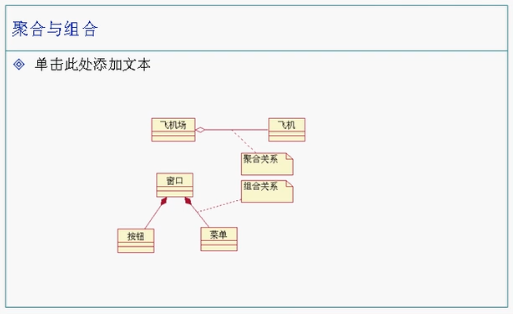 聚合与组合
单击此处添加文本
飞机场
飞机
聚合关系
窗口
组合关系
按钮
菜单